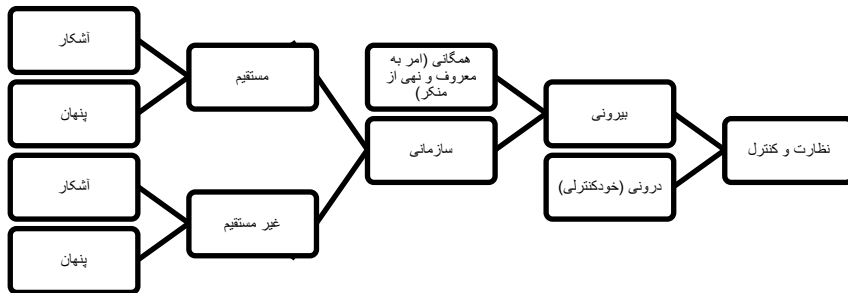 نظارت و کنترل
بیرونی
درونی (خودکنترلی)
همگانی (امر به
معروف و نهی از
منکر)
سازمانی
مستقیم
غیر مستقیم
آشکار
پنهان
آشکار
پنهان